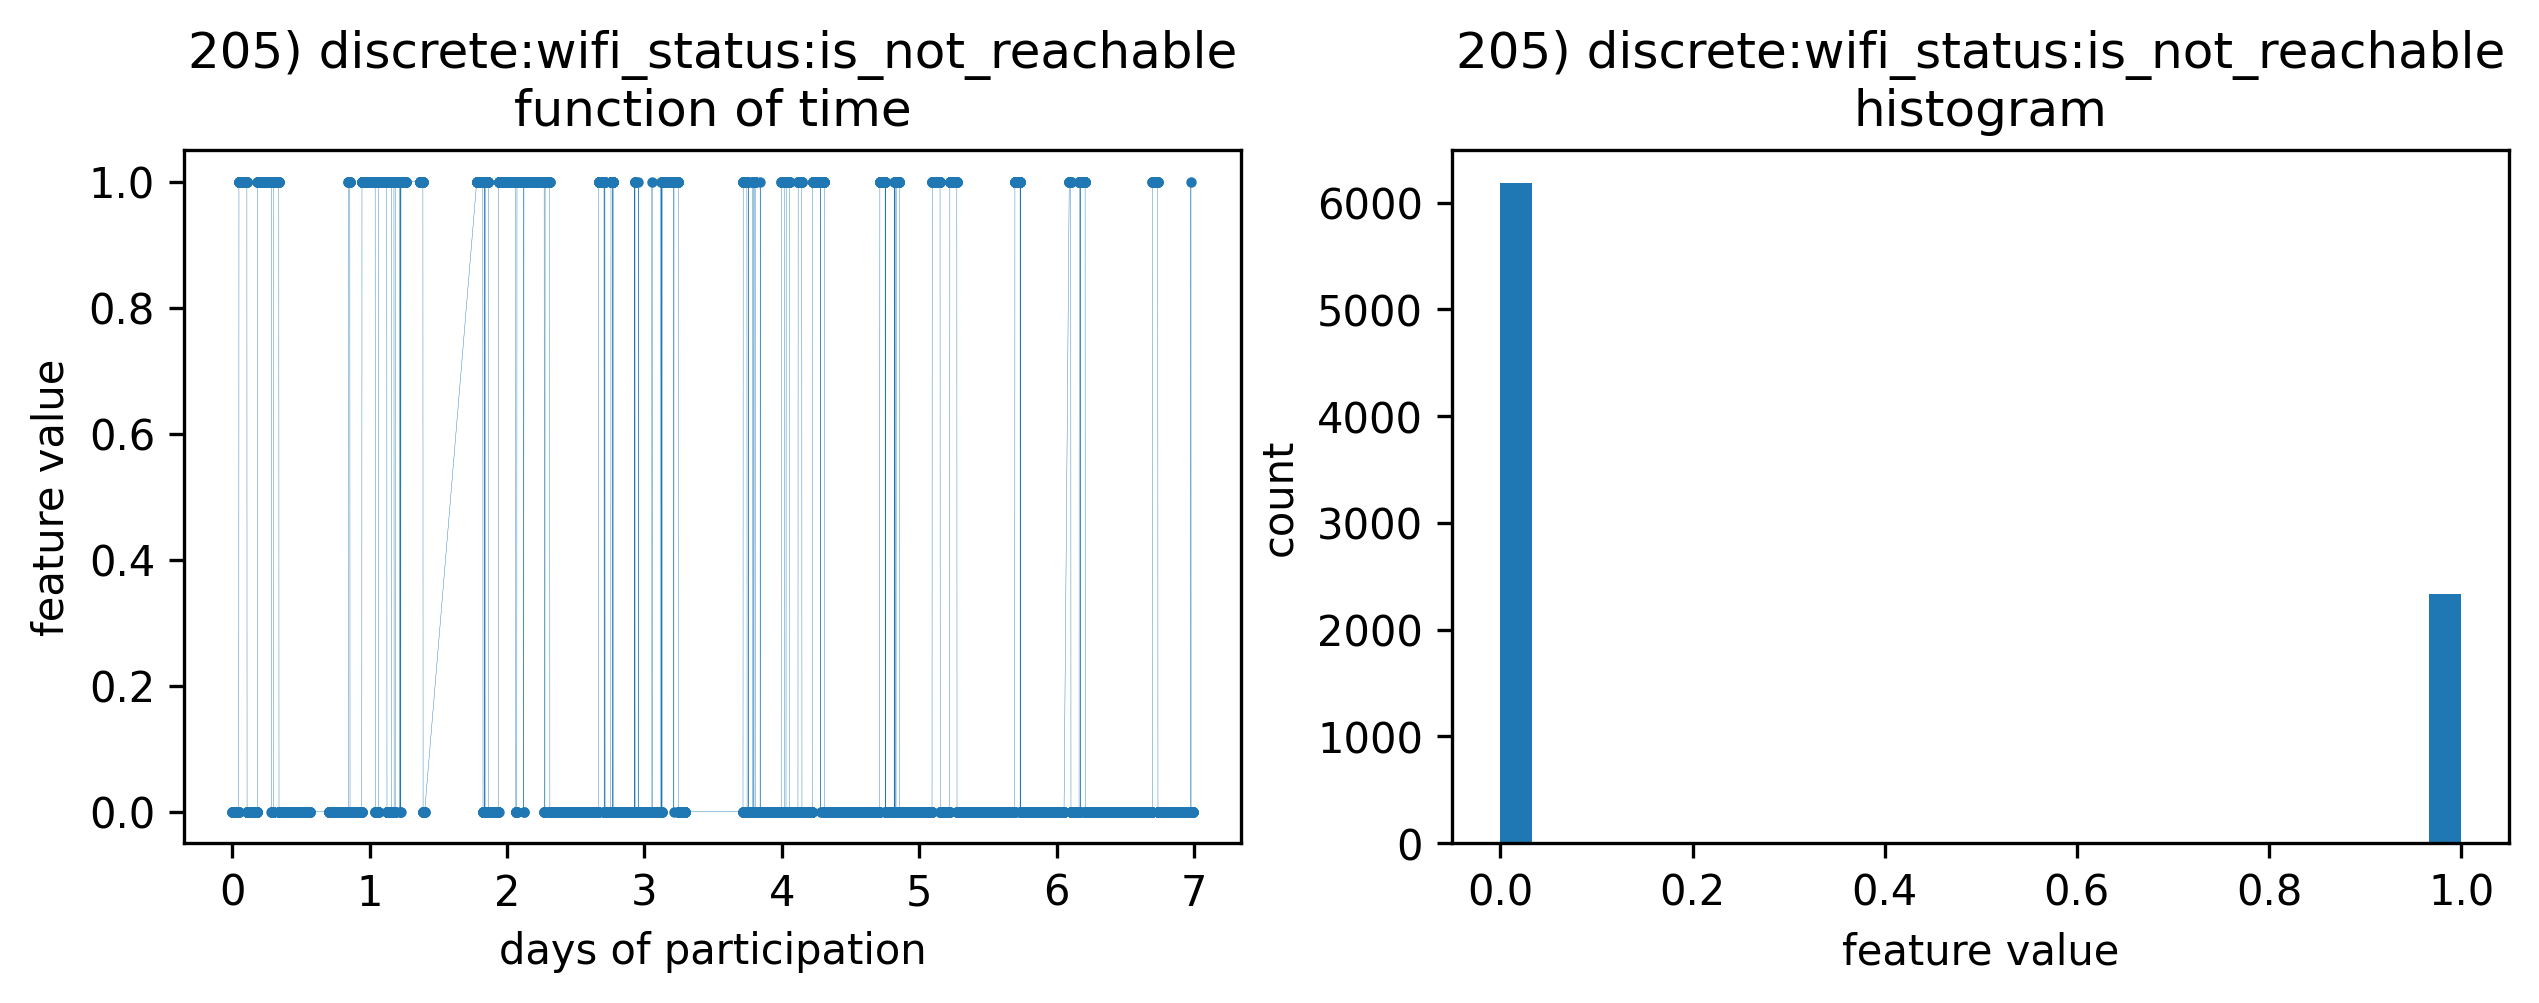 205) discrete:wifi_status:is_not_reachable
function of time
1.0
0.8
0.6
0.4
0.2
0.0
feature value
0 1 2 3 4 5 6 7
days of participation
205) discrete:wifi_status:is_not_reachable
histogram
6000
5000
4000
3000
2000
1000
0
count
0.0 0.2 0.4 0.6 0.8 1.0
feature value